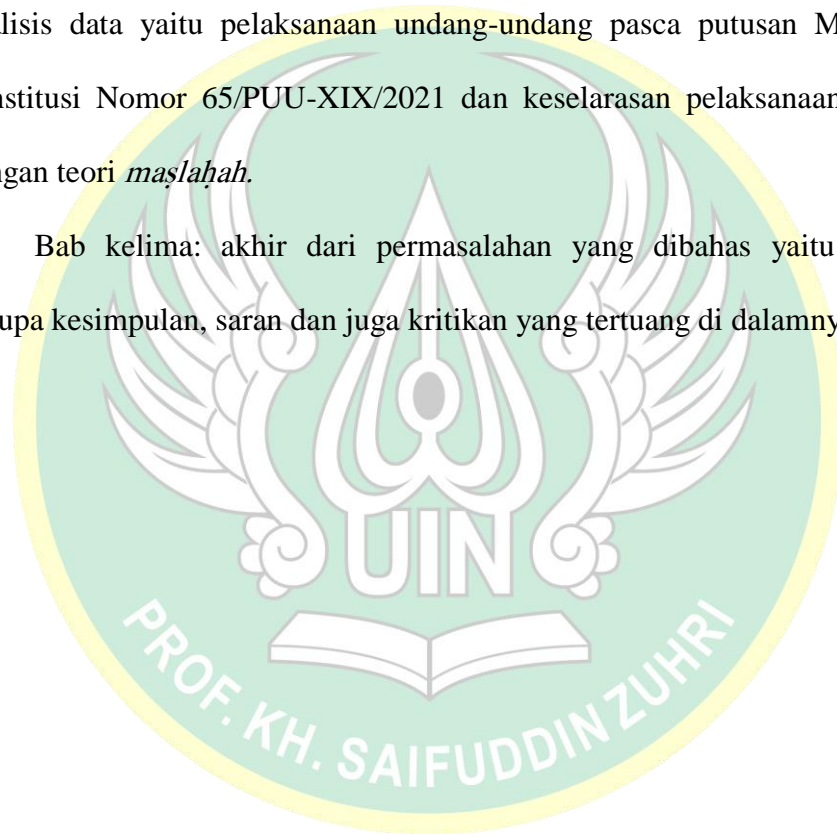 alisis data yaitu pelaksanaan undang-undang pasca putusan M
nstitusi Nomor 65/PUU-XIX/2021 dan keselarasan pelaksanaan
ngan teori maṣlaḥah.
Bab kelima: akhir dari permasalahan yang dibahas yaitu
rupa kesimpulan, saran dan juga kritikan yang tertuang di dalamny
UIN
PROF. KH. SAIFUDDIN ZUHRI